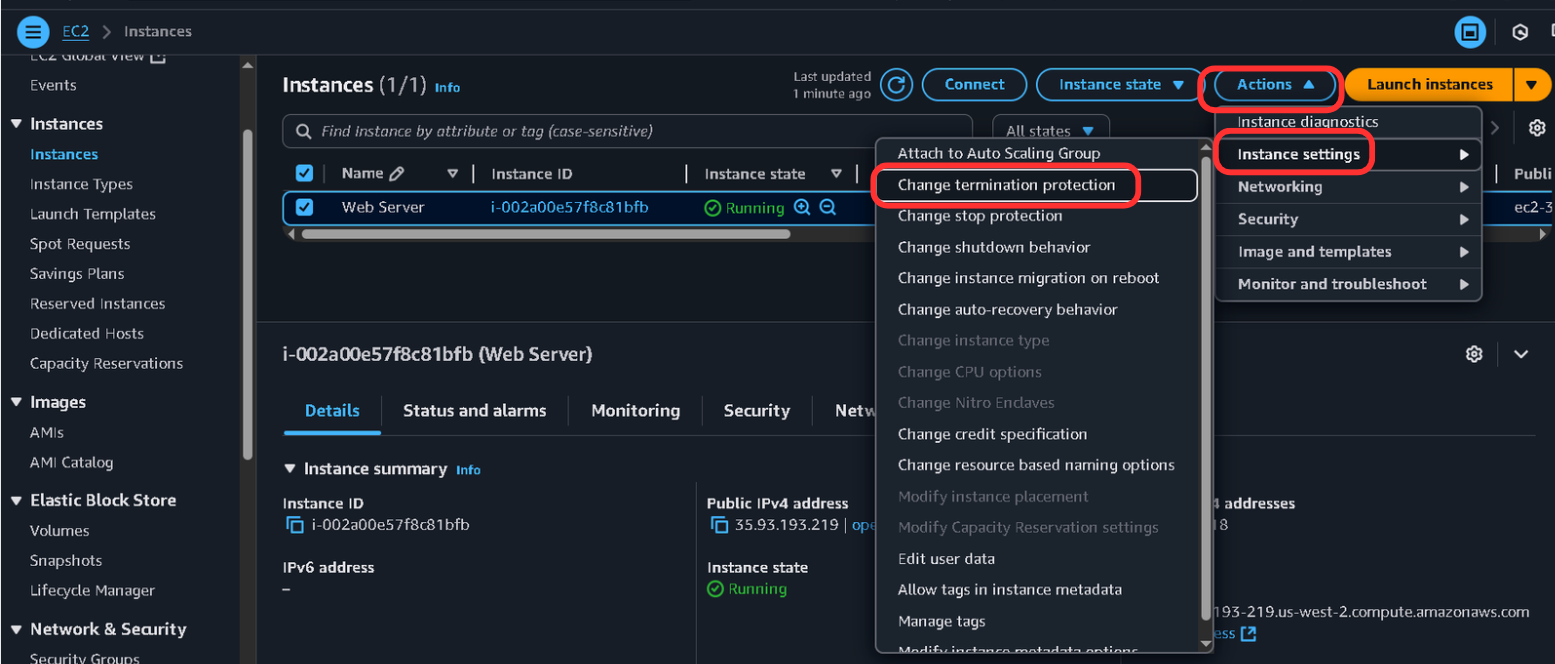 EC2 > Instances
EC2 Global View
Events
Instances
Instances
Instance Types
Launch Templates
Spot Requests
Savings Plans
Reserved Instances
Dedicated Hosts
Capacity Reservations
Images
AMIs
AMI Catalog
Elastic Block Store
Volumes
Snapshots
Lifecycle Manager
Network & Security
Security Groups
Instances (1/1) Info
Last updated
1 minute ago
Connect
Instance state
Actions
Launch instances
Find Instance by attribute or tag (case-sensitive)
All states
Name
Instance ID
Instance state
Publi
Web Server
i-002a00e57f8c81bfb
Running
ec2-3
Instance diagnostics
Instance settings
Networking
Security
Image and templates
Monitor and troubleshoot
Attach to Auto Scaling Group
Change termination protection
Change stop protection
Change shutdown behavior
Change instance migration on reboot
Change auto-recovery behavior
Change instance type
Change CPU options
Change Nitro Enclaves
Change credit specification
Change resource based naming options
Modify instance placement
Modify Capacity Reservation settings
Edit user data
Allow tags in instance metadata
Manage tags
Modify instance metadata options
i-002a00e57f8c81bfb (Web Server)
Details
Status and alarms
Monitoring
Security
Netw
Instance summary Info
Instance ID
i-002a00e57f8c81bfb
IPv6 address
–
Public IPv4 address
35.93.193.219 | ope
Instance state
Running
4 addresses
18
193-219.us-west-2.compute.amazonaws.com
ess